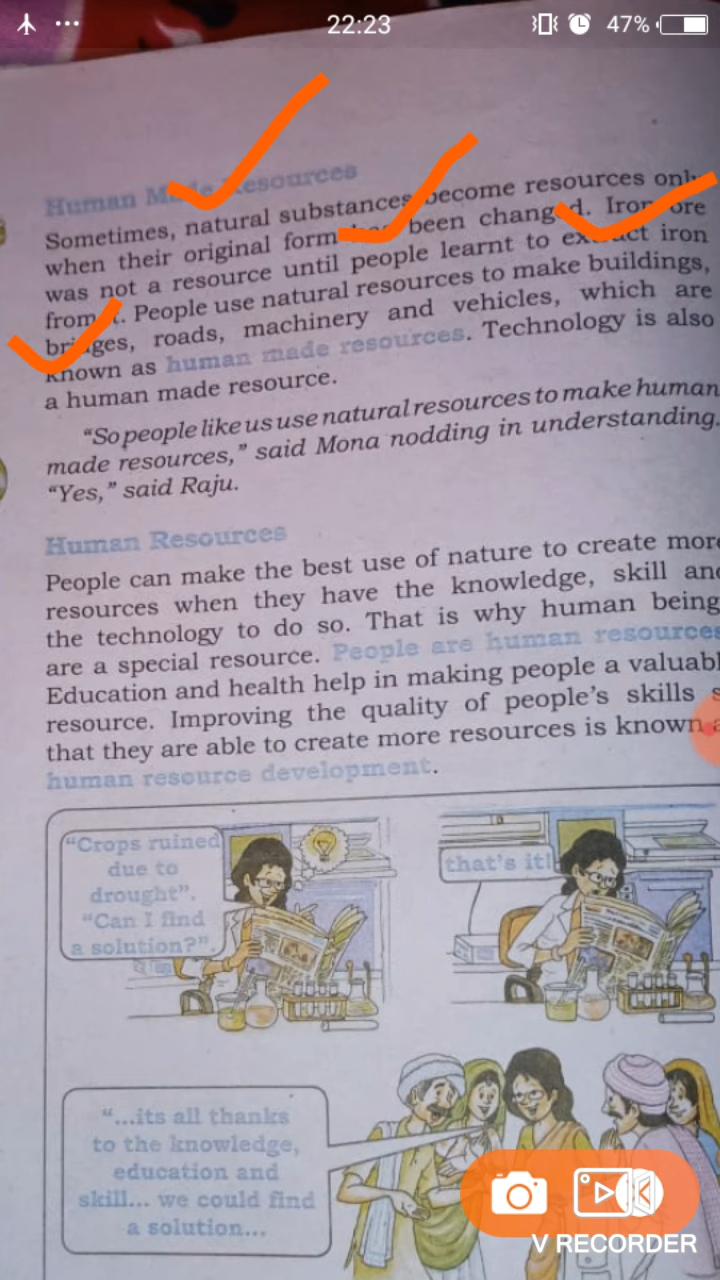 22:23
47%
Human Made Resources
Sometimes, natural substances become resources only
when their original form has been changed. Iron ore
was not a resource until people learnt to extract iron
from it. People use natural resources to make buildings,
bridges, roads, machinery and vehicles, which are
known as human made resources. Technology is also
a human made resource.
“So people like us use natural resources to make human
made resources,” said Mona nodding in understanding.
“Yes,” said Raju.
Human Resources
People can make the best use of nature to create more
resources when they have the knowledge, skill and
the technology to do so. That is why human being
are a special resource. People are human resources
Education and health help in making people a valuabl
resource. Improving the quality of people’s skills s
that they are able to create more resources is known a
human resource development.
“Crops ruined
due to
drought”.
“Can I find
a solution?”.
that’s it!
“...its all thanks
to the knowledge,
education and
skill... we could find
a solution...
V RECORDER